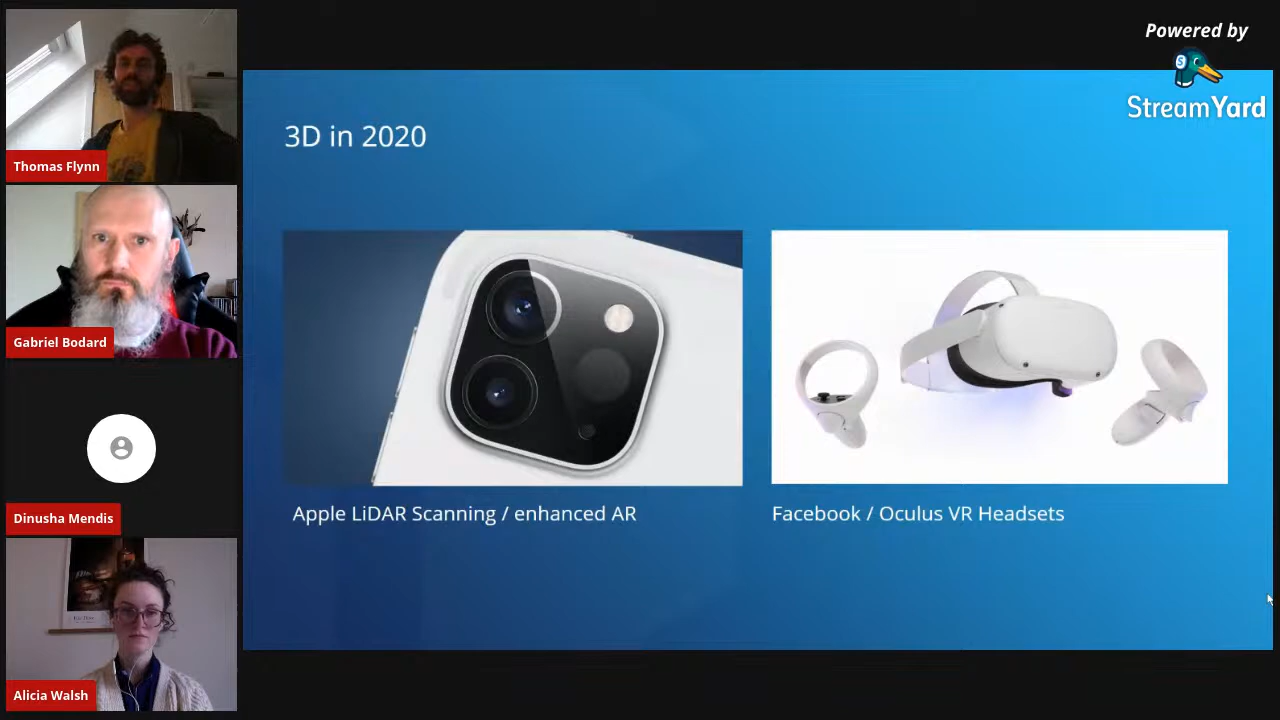 Powered by
StreamYard
Thomas Flynn
Gabriel Bodard
Dinusha Mendis
Alicia Walsh
3D in 2020
Apple LiDAR Scanning / enhanced AR
Facebook / Oculus VR Headsets